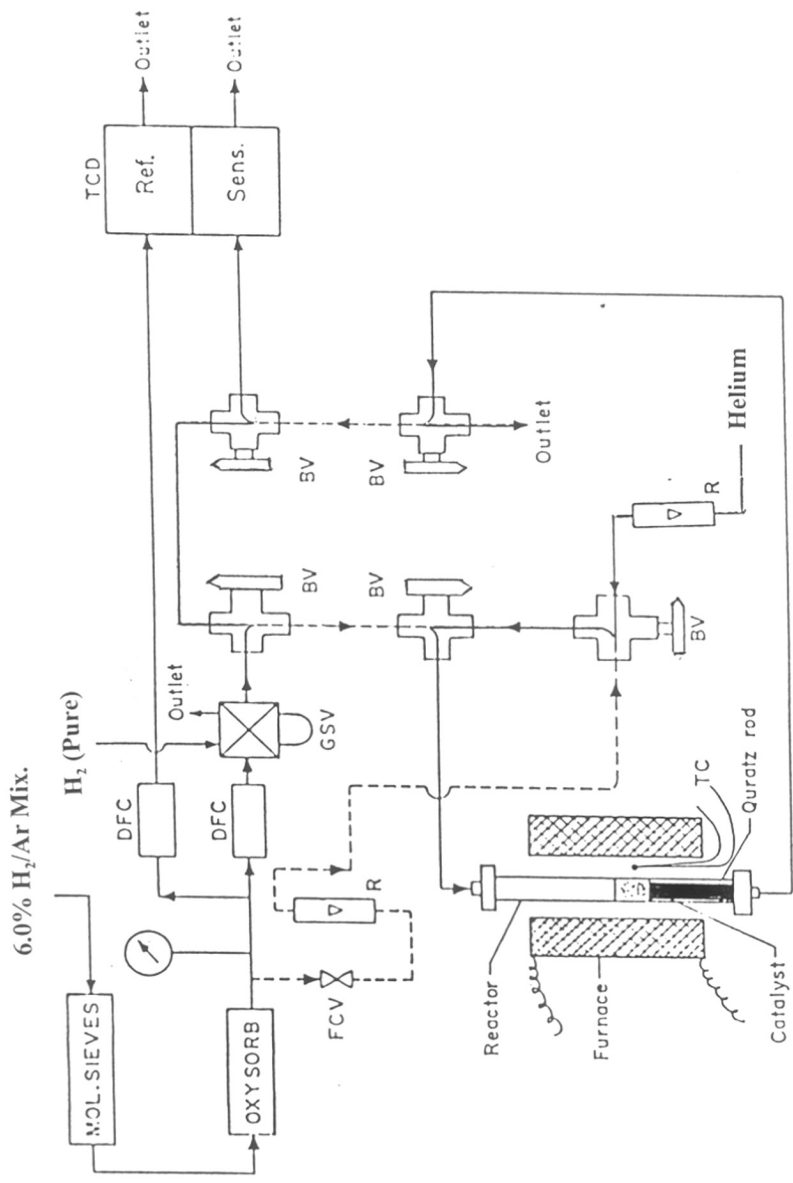 6.0% H₂/Ar Mix.
H₂ (Pure)
MOL. SIEVES
OXYSORB
DFC
DFC
FCV
R
Outlet
GSV
TCD
Ref.
Sens.
Outlet
Outlet
BV
BV
BV
BV
BV
Outlet
R
Helium
Reactor
Furnace
Catalyst
Quratz rod
TC